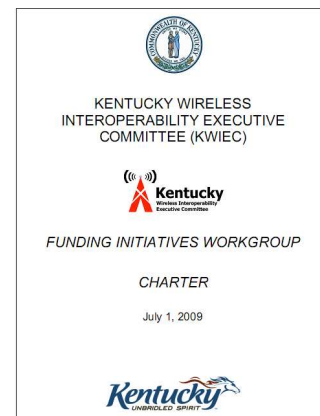 KENTUCKY WIRELESS
INTEROPERABILITY EXECUTIVE
COMMITTEE (KWIEC)
Kentucky
Wireless Interoperability
Executive Committee
FUNDING INITIATIVES WORKGROUP
CHARTER
July 1, 2009
Kentucky
UNBRIDLED SPIRIT